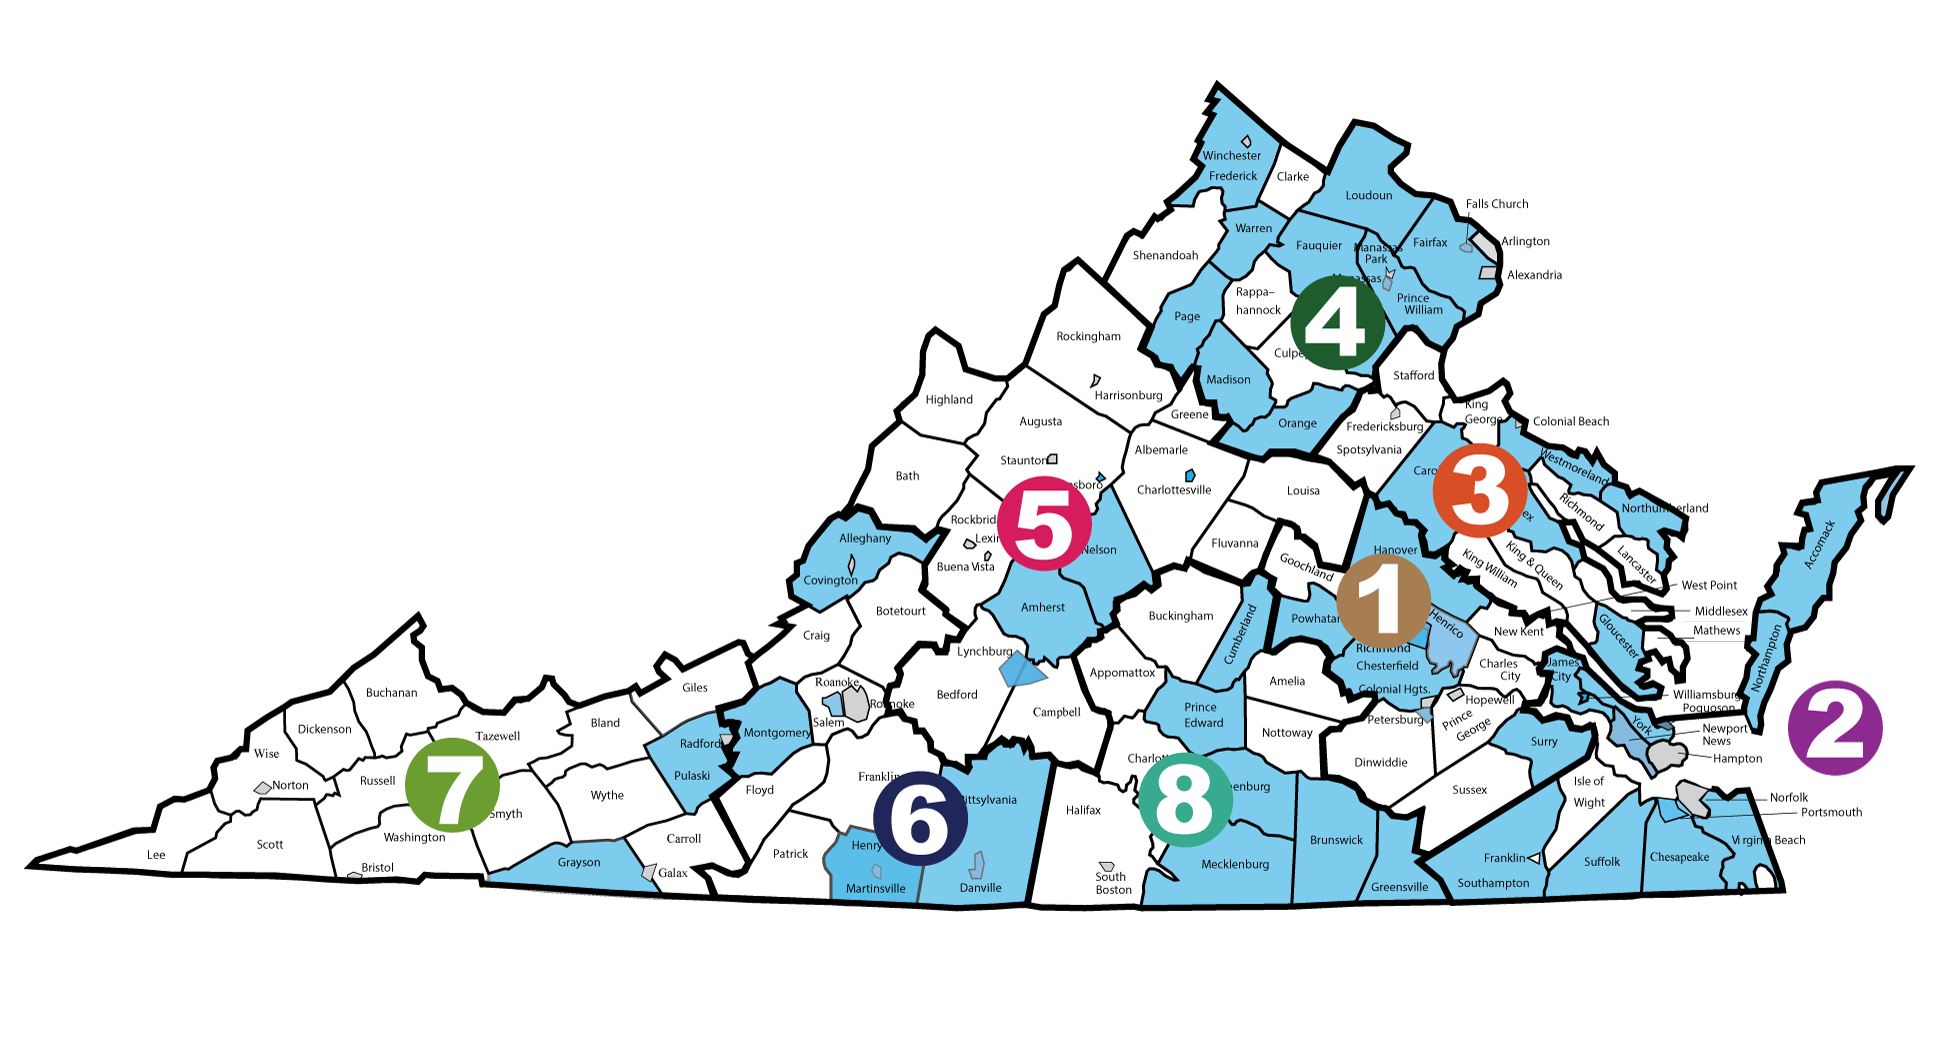 Winchester
Frederick
Clarke
Loudoun
Falls Church
Warren
Fauquier
Manassas
Park
Fairfax
Arlington
Shenandoah
Alexandria
Rappa–
hannock
Prince
William
Page
4
Rockingham
Madison
Stafford
Harrisonburg
Highland
Greene
King
George
Colonial Beach
Augusta
Orange
Fredericksburg
Spotsylvania
Albemarle
Staunton
Westmoreland
Bath
Charlottesville
Louisa
3
Richmond
Northumberland
5
Alleghany
Nelson
Fluvanna
Hanover
Accomack
Buena Vista
Goochland
King William
King & Queen
Lancaster
Covington
West Point
Botetourt
Amherst
Buckingham
Cumberland
1
Henrico
Middlesex
Craig
New Kent
Gloucester
Mathews
Lynchburg
Richmond
Chesterfield
Charles
City
James
City
Northampton
Appomattox
Amelia
Colonial Hgts.
Giles
Roanoke
Bedford
Hopewell
Williamsburg
Poquoson
Buchanan
Campbell
Prince
Edward
Petersburg
Prince
George
York
2
Salem
Roanoke
Dickenson
Bland
Montgomery
Nottoway
Newport
News
Tazewell
Radford
Surry
Wise
Dinwiddie
Hampton
Pulaski
Franklin
Norton
Russell
7
Wythe
Floyd
8
Sussex
Isle of
Wight
Norfolk
Portsmouth
6
Halifax
Washington
Carroll
Brunswick
Virginia Beach
Scott
Lee
Patrick
Henry
Mecklenburg
Franklin
Suffolk
Chesapeake
Bristol
Grayson
Galax
Martinsville
Danville
South
Boston
Greensville
Southampton